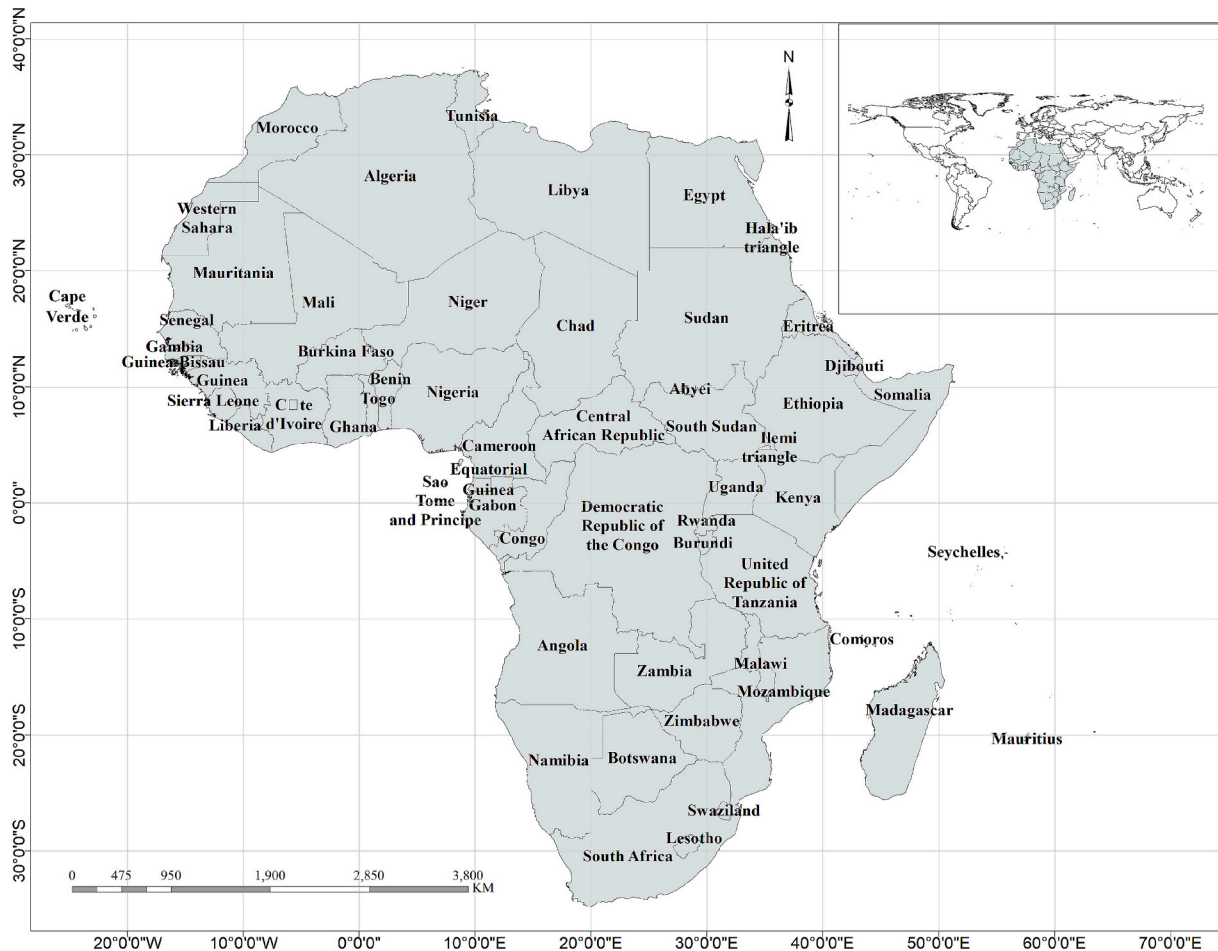 N
40°0'0"N
30°0'0"N
20°0'0"N
10°0'0"N
0°0'0"
10°0'0"S
20°0'0"S
30°0'0"S
Tunisia
Morocco
Algeria
Libya
Egypt
Western
Sahara
Hala'ib
triangle
Mauritania
Cape
Verde
Mali
Niger
Chad
Sudan
Senegal
Eritrea
Gambia
Burkina Faso
Guinea-Bissau
Djibouti
Guinea
Benin
Togo
Nigeria
Abyei
Somalia
Sierra Leone
C□te
d'Ivoire
Ethiopia
Liberia
Ghana
Central
African Republic
South Sudan
Ilemi
triangle
Cameroon
Equatorial
Guinea
Sao
Tome
and Principe
Gabon
Uganda
Kenya
Democratic
Republic of
the Congo
Rwanda
Congo
Burundi
Seychelles
United
Republic of
Tanzania
Angola
Comoros
Zambia
Malawi
Mozambique
Madagascar
Zimbabwe
Mauritius
Namibia
Botswana
Swaziland
Lesotho
South Africa
0 475 950 1,900 2,850 3,800
KM
20°0'0"W 10°0'0"W 0°0'0" 10°0'0"E 20°0'0"E 30°0'0"E 40°0'0"E 50°0'0"E 60°0'0"E 70°0'0"E